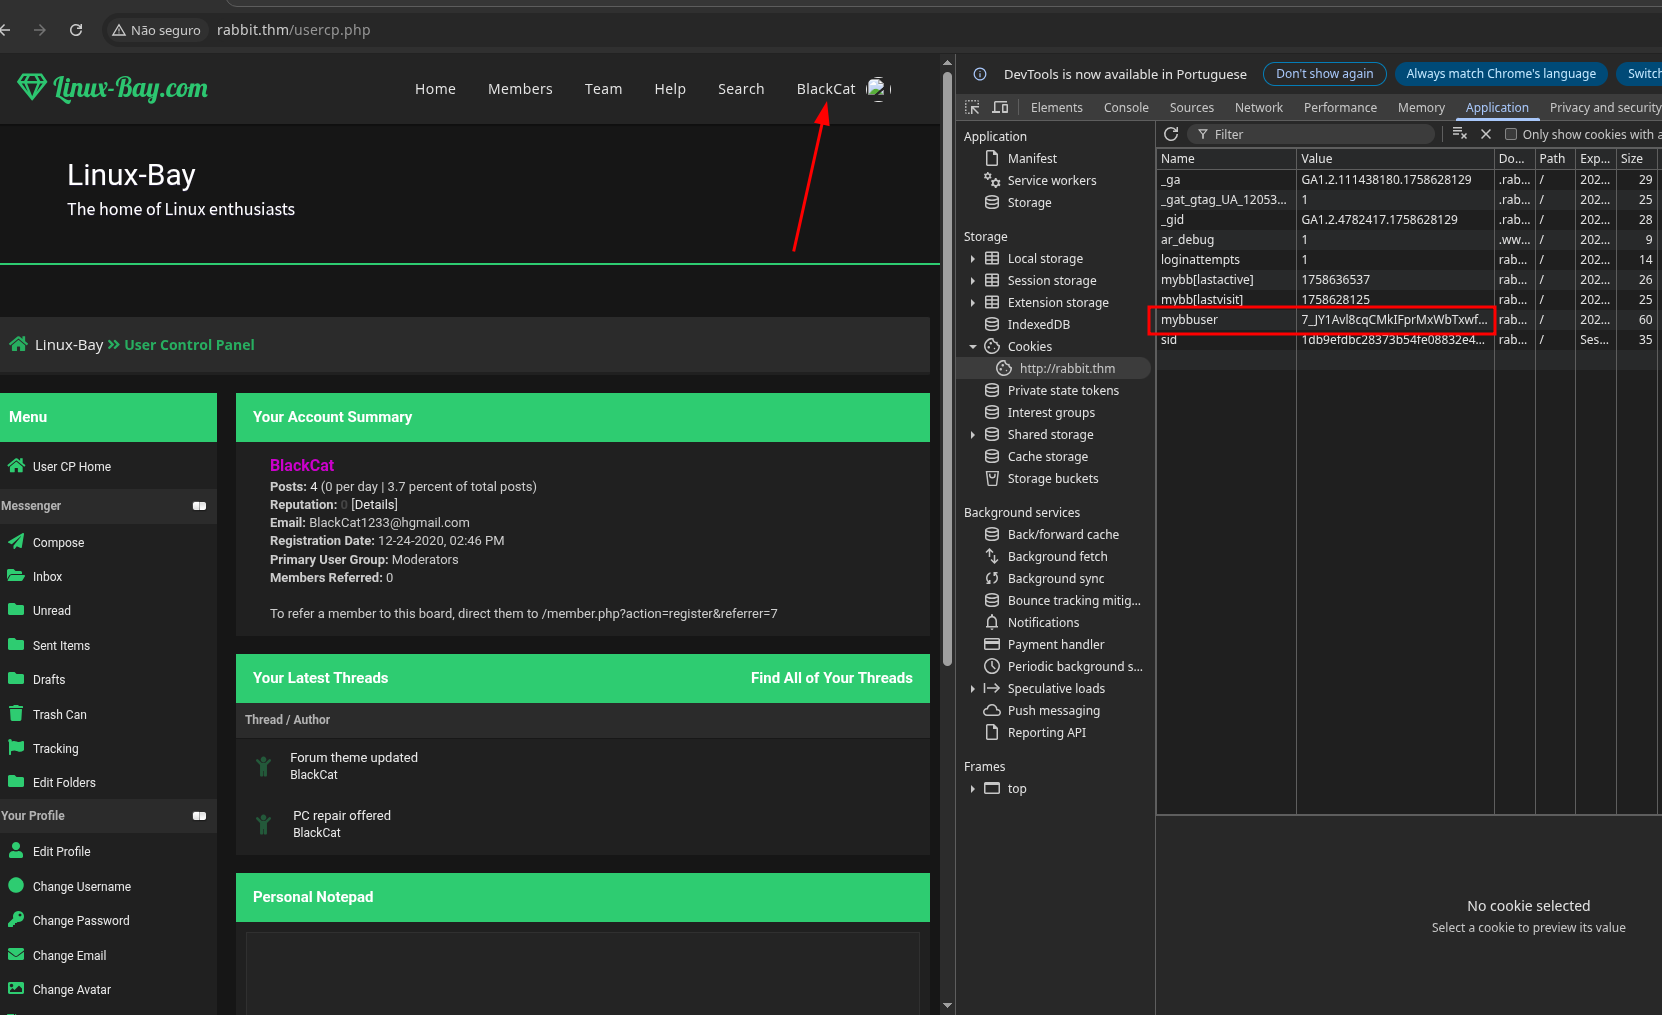 Não seguro rabbit.thm/usercp.php
Linux-Bay.com
Home Members Team Help Search BlackCat
Linux-Bay
The home of Linux enthusiasts
Linux-Bay User Control Panel
Menu
User CP Home
Messenger
Compose
Inbox
Unread
Sent Items
Drafts
Trash Can
Tracking
Edit Folders
Your Profile
Edit Profile
Change Username
Change Password
Change Email
Change Avatar
Your Account Summary
BlackCat
Posts: 4 (0 per day | 3.7 percent of total posts)
Reputation: 0 [Details]
Email: BlackCat1233@hgmail.com
Registration Date: 12-24-2020, 02:46 PM
Primary User Group: Moderators
Members Referred: 0
To refer a member to this board, direct them to /member.php?action=register&referrer=7
Your Latest Threads Find All of Your Threads
Thread / Author
Forum theme updated
BlackCat
PC repair offered
BlackCat
Personal Notepad
DevTools is now available in Portuguese Don't show again Always match Chrome's language Switch
Elements Console Sources Network Performance Memory Application Privacy and security
Application
Manifest
Service workers
Storage
Storage
Local storage
Session storage
Extension storage
IndexedDB
Cookies
http://rabbit.thm
Private state tokens
Interest groups
Shared storage
Cache storage
Storage buckets
Background services
Back/forward cache
Background fetch
Background sync
Bounce tracking mitig...
Notifications
Payment handler
Periodic background s...
Speculative loads
Push messaging
Reporting API
Frames
top
Filter Only show cookies with a
Name Value Do... Path Exp... Size
_ga GA1.2.111438180.1758628129 .rab... / 202... 29
_gat_gtag_UA_12053... 1 .rab... / 202... 25
_gid GA1.2.4782417.1758628129 .rab... / 202... 28
ar_debug 1 .ww... / 202... 9
loginattempts 1 rab... / 202... 14
mybb[lastactive] 1758636537 rab... / 202... 26
mybb[lastvisit] 1758628125 rab... / 202... 25
mybbuser 7_JY1Avl8cqCMkIFprMxWbTxwf... rab... / 202... 60
sid 1db9efdbc28373b54fe08832e4... rab... / Ses... 35
No cookie selected
Select a cookie to preview its value